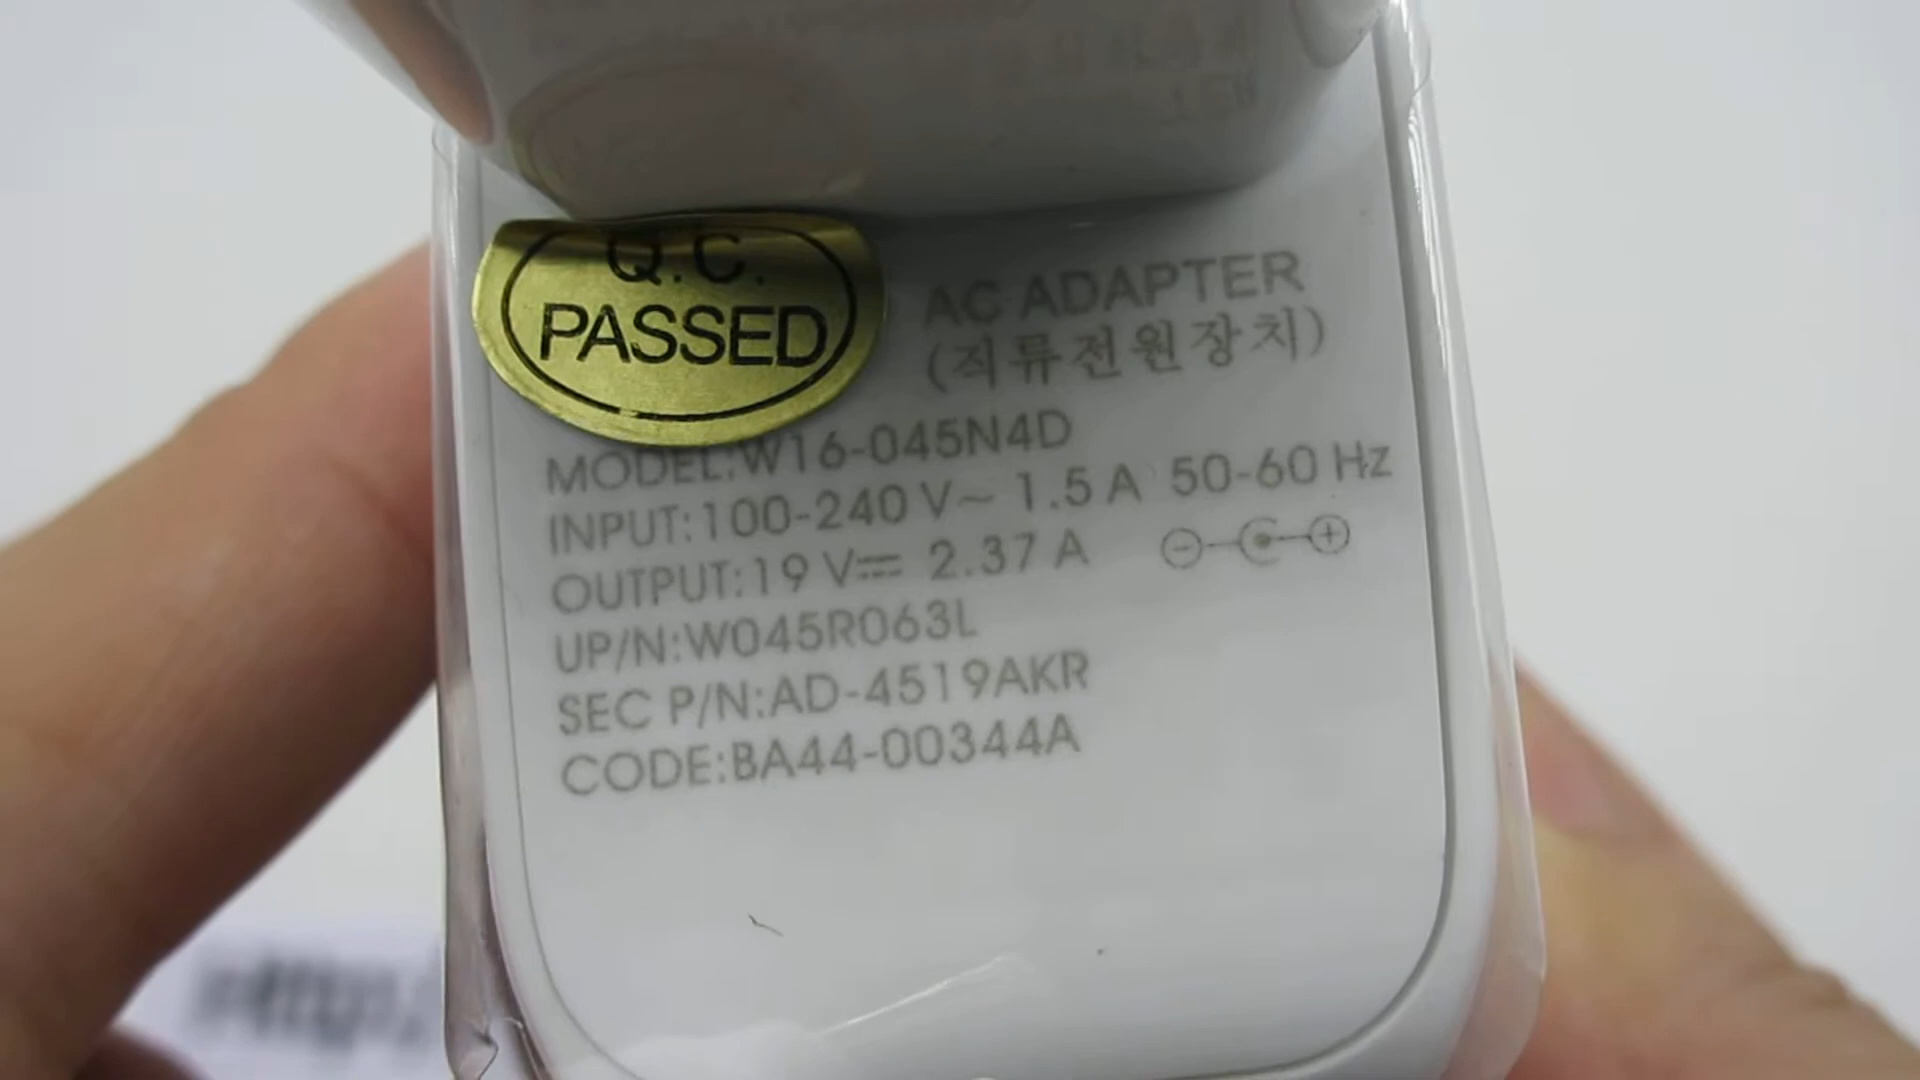 Q.C.
PASSED
AC ADAPTER
(직류전원장치)
MODEL:W16-045N4D
INPUT:100-240 V~ 1.5 A 50-60 Hz
OUTPUT:19 V⎓ 2.37 A
UP/N:W045R063L
SEC P/N:AD-4519AKR
CODE:BA44-00344A